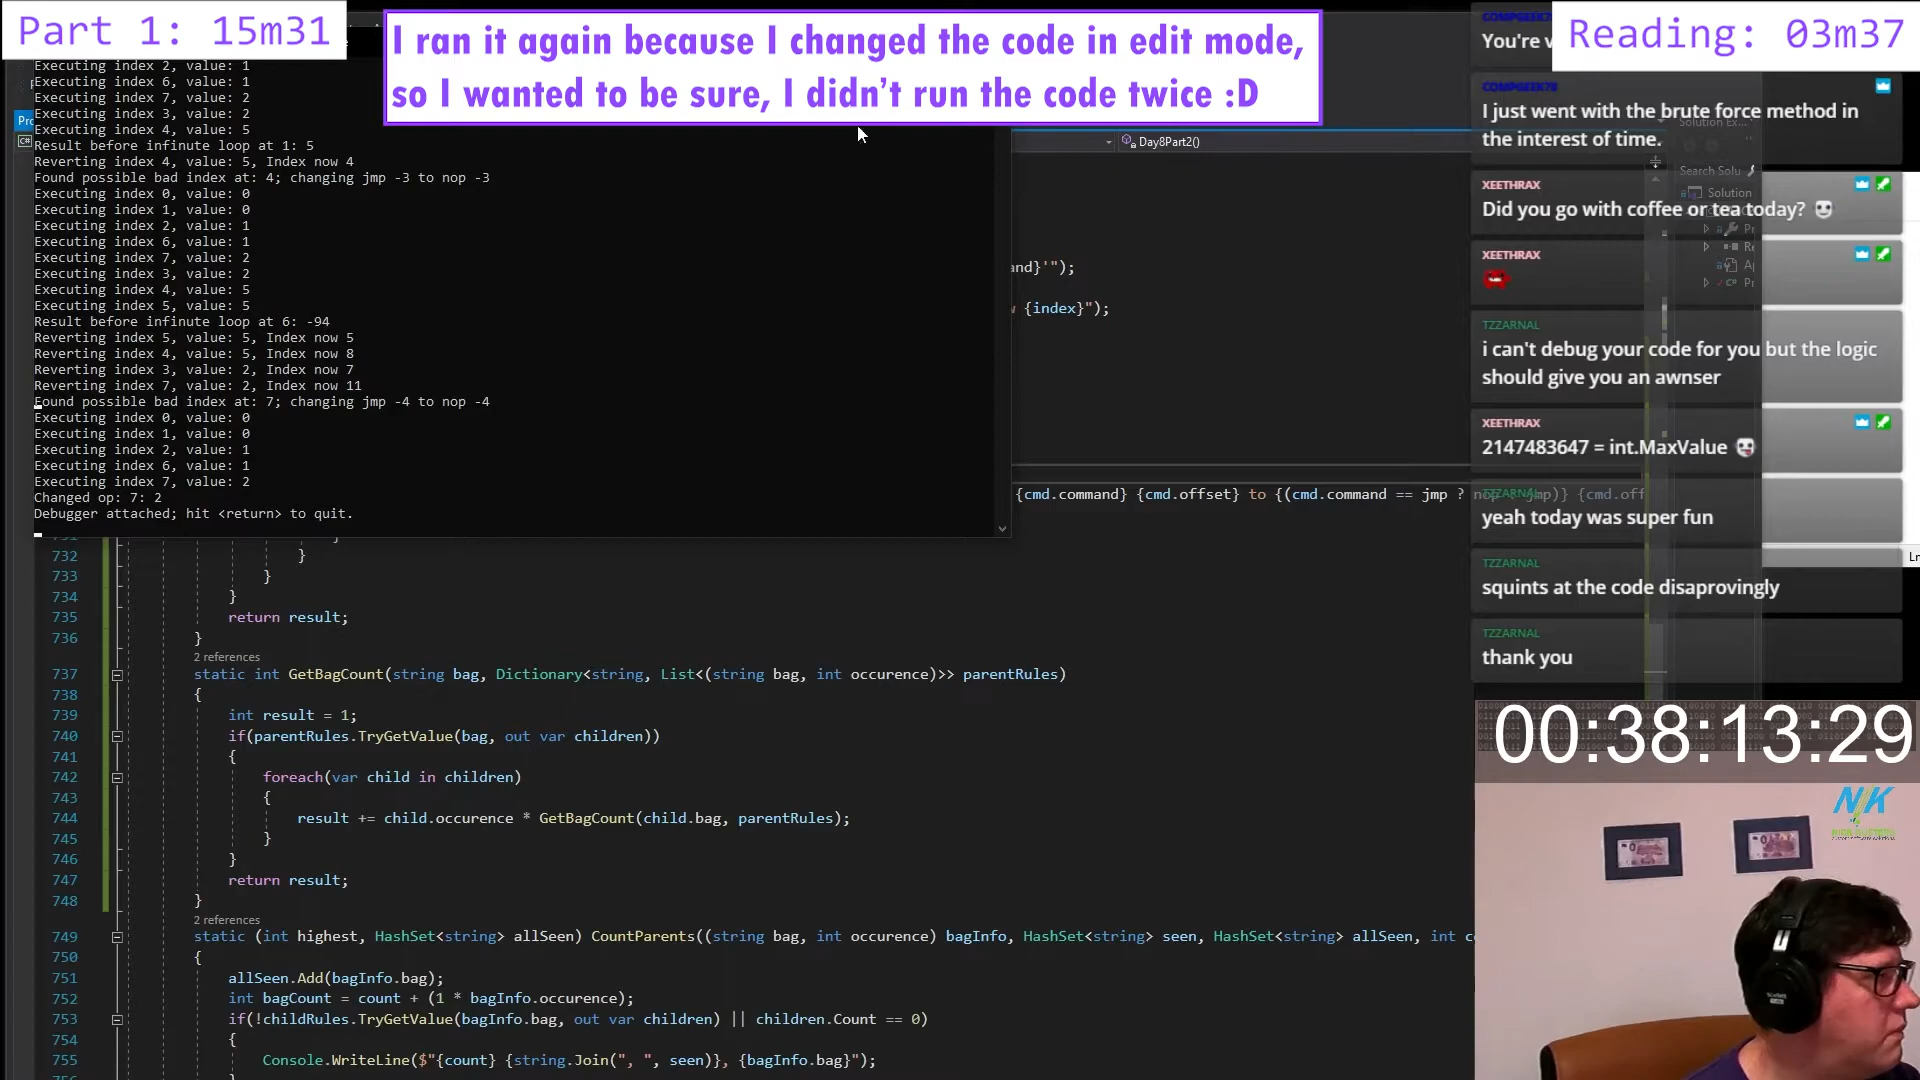 Part 1: 15m31
I ran it again because I changed the code in edit mode,
so I wanted to be sure, I didn't run the code twice :D
Reading: 03m37
Executing index 2, value: 1
Executing index 6, value: 1
Executing index 7, value: 2
Executing index 3, value: 2
Executing index 4, value: 5
Result before infinute loop at 1: 5
Reverting index 4, value: 5, Index now 4
Found possible bad index at: 4; changing jmp -3 to nop -3
Executing index 0, value: 0
Executing index 1, value: 0
Executing index 2, value: 1
Executing index 6, value: 1
Executing index 7, value: 2
Executing index 3, value: 2
Executing index 4, value: 5
Executing index 5, value: 5
Result before infinute loop at 6: -94
Reverting index 5, value: 5, Index now 5
Reverting index 4, value: 5, Index now 8
Reverting index 3, value: 2, Index now 7
Reverting index 7, value: 2, Index now 11
Found possible bad index at: 7; changing jmp -4 to nop -4
Executing index 0, value: 0
Executing index 1, value: 0
Executing index 2, value: 1
Executing index 6, value: 1
Executing index 7, value: 2
Changed op: 7: 2
Debugger attached; hit <return> to quit.
Day8Part2()
and}'");
{index}");
{cmd.command} {cmd.offset} to {(cmd.command == jmp ? nop : jmp)} {cmd.off
732 }
733 }
734 }
735 return result;
736 }
2 references
737 static int GetBagCount(string bag, Dictionary<string, List<(string bag, int occurence)>> parentRules)
738 {
739 int result = 1;
740 if(parentRules.TryGetValue(bag, out var children))
741 {
742 foreach(var child in children)
743 {
744 result += child.occurence * GetBagCount(child.bag, parentRules);
745 }
746 }
747 return result;
748 }
2 references
749 static (int highest, HashSet<string> allSeen) CountParents((string bag, int occurence) bagInfo, HashSet<string> seen, HashSet<string> allSeen, int c
750 {
751 allSeen.Add(bagInfo.bag);
752 int bagCount = count + (1 * bagInfo.occurence);
753 if(!childRules.TryGetValue(bagInfo.bag, out var children) || children.Count == 0)
754 {
755 Console.WriteLine($"{count} {string.Join(", ", seen)}, {bagInfo.bag}");
COMPGEEK78
I just went with the brute force method in
the interest of time.
XEETHRAX
Did you go with coffee or tea today?
XEETHRAX
TZZARNAL
i can't debug your code for you but the logic
should give you an awnser
XEETHRAX
2147483647 = int.MaxValue
TZZARNAL
yeah today was super fun
TZZARNAL
squints at the code disaprovingly
TZZARNAL
thank you
Search Solu
Solution
00:38:13:29
NK